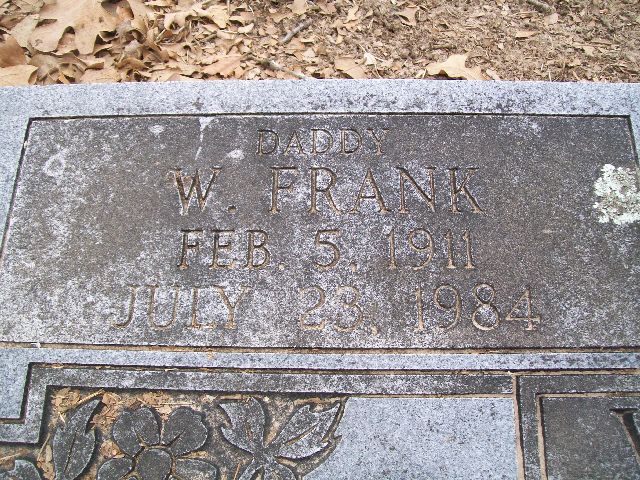 DADDY
W. FRANK
FEB. 5, 1911
JULY 23, 1984